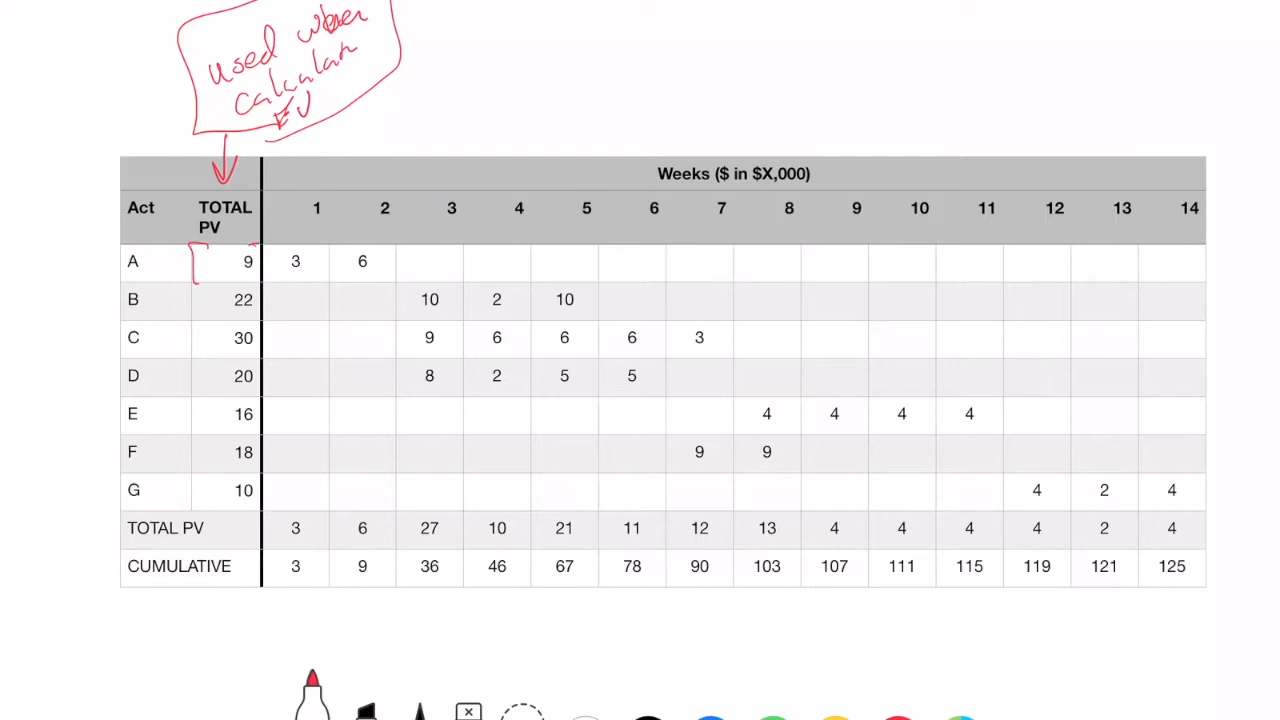 used when
calculate
EV
Weeks ($ in $X,000)
Act TOTAL PV 1 2 3 4 5 6 7 8 9 10 11 12 13 14
A 9 3 6
B 22 10 2 10
C 30 9 6 6 6 3
D 20 8 2 5 5
E 16 4 4 4 4
F 18 9 9
G 10 4 2 4
TOTAL PV 3 6 27 10 21 11 12 13 4 4 4 4 2 4
CUMULATIVE 3 9 36 46 67 78 90 103 107 111 115 119 121 125